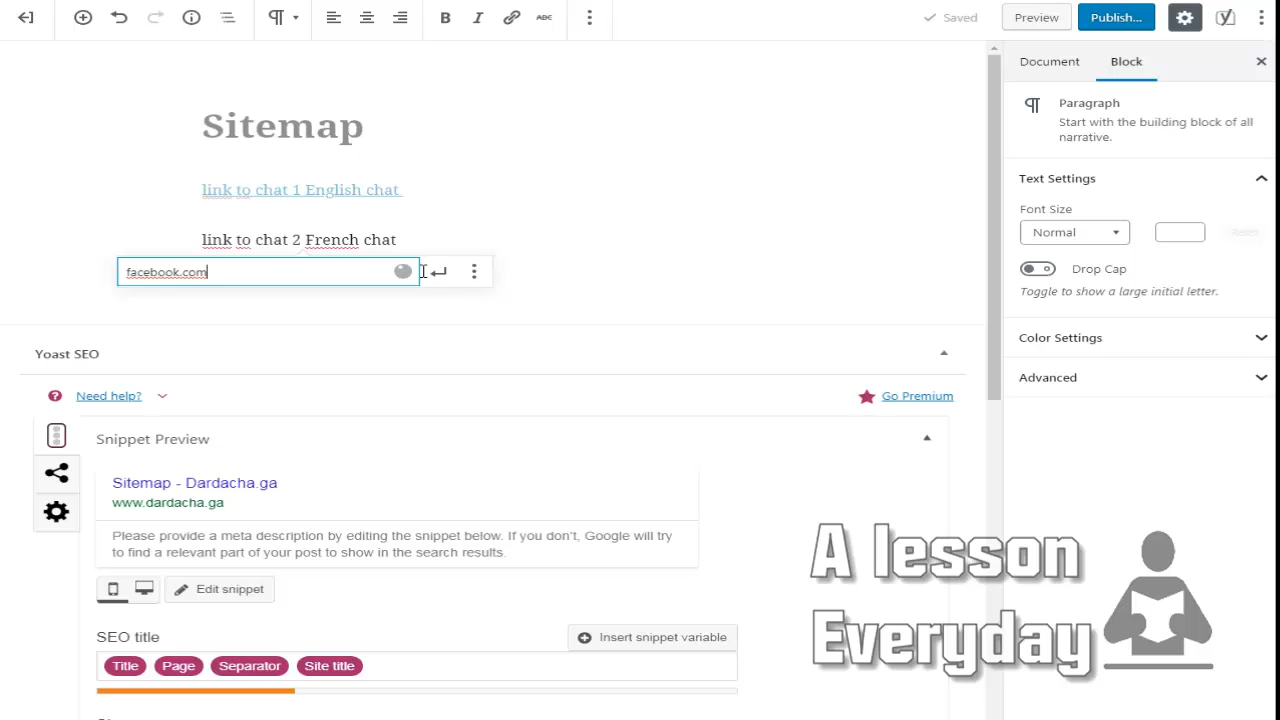 B I ABC
Saved
Preview
Publish...
Document
Block
Paragraph
Start with the building block of all
narrative.
Sitemap
link to chat 1 English chat
link to chat 2 French chat
facebook.com
Text Settings
Font Size
Normal
Reset
Drop Cap
Toggle to show a large initial letter.
Color Settings
Advanced
Yoast SEO
Need help?
Go Premium
Snippet Preview
Sitemap - Dardacha.ga
www.dardacha.ga
Please provide a meta description by editing the snippet below. If you don't, Google will try
to find a relevant part of your post to show in the search results.
Edit snippet
SEO title
Insert snippet variable
Title Page Separator Site title
A lesson
Everyday